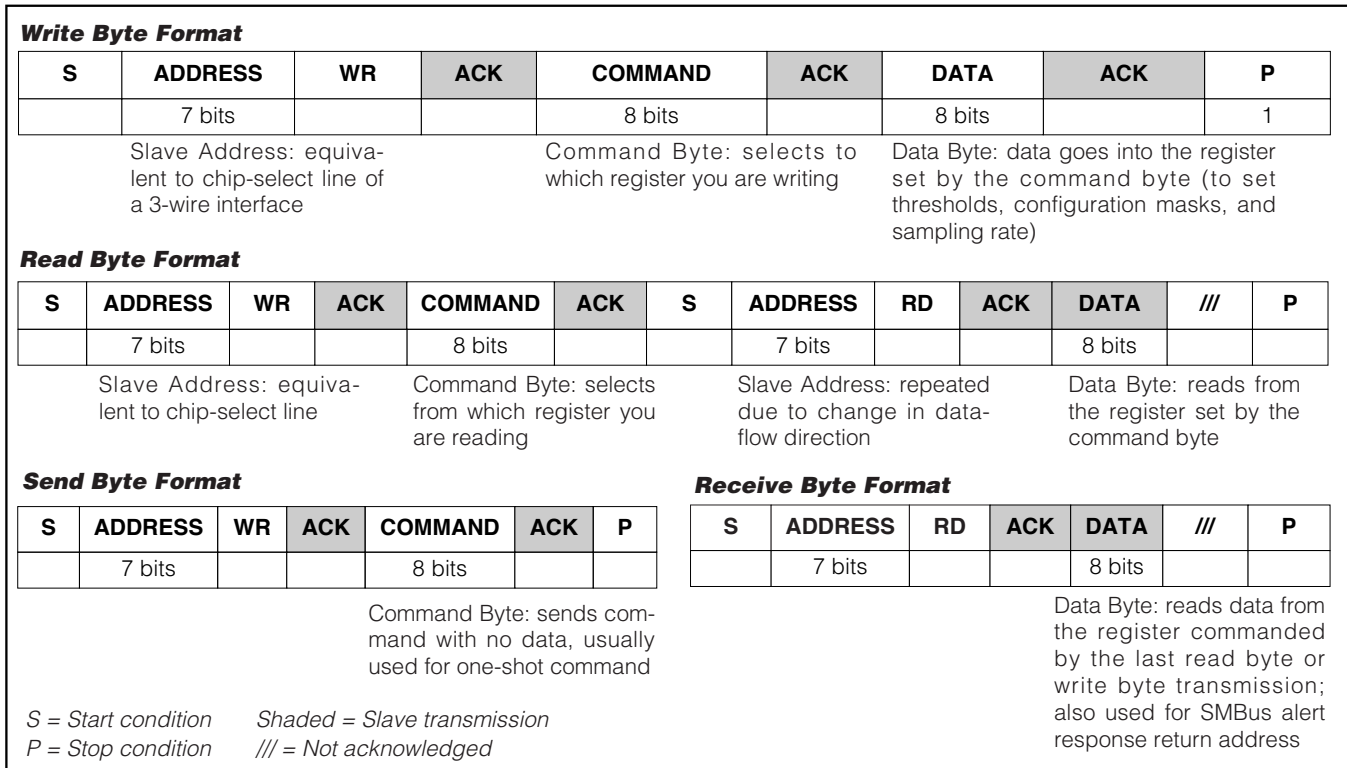 Write Byte Format
S ADDRESS WR ACK COMMAND ACK DATA ACK P
7 bits 8 bits 8 bits 1
Slave Address: equiva-
lent to chip-select line of
a 3-wire interface
Command Byte: selects to
which register you are writing
Data Byte: data goes into the register
set by the command byte (to set
thresholds, configuration masks, and
sampling rate)
Read Byte Format
S ADDRESS WR ACK COMMAND ACK S ADDRESS RD ACK DATA /// P
7 bits 8 bits 7 bits 8 bits
Slave Address: equiva-
lent to chip-select line
Command Byte: selects
from which register you
are reading
Slave Address: repeated
due to change in data-
flow direction
Data Byte: reads from
the register set by the
command byte
Send Byte Format
S ADDRESS WR ACK COMMAND ACK P
7 bits 8 bits
Command Byte: sends com-
mand with no data, usually
used for one-shot command
Receive Byte Format
S ADDRESS RD ACK DATA /// P
7 bits 8 bits
Data Byte: reads data from
the register commanded
by the last read byte or
write byte transmission;
also used for SMBus alert
response return address
S = Start condition Shaded = Slave transmission
P = Stop condition /// = Not acknowledged